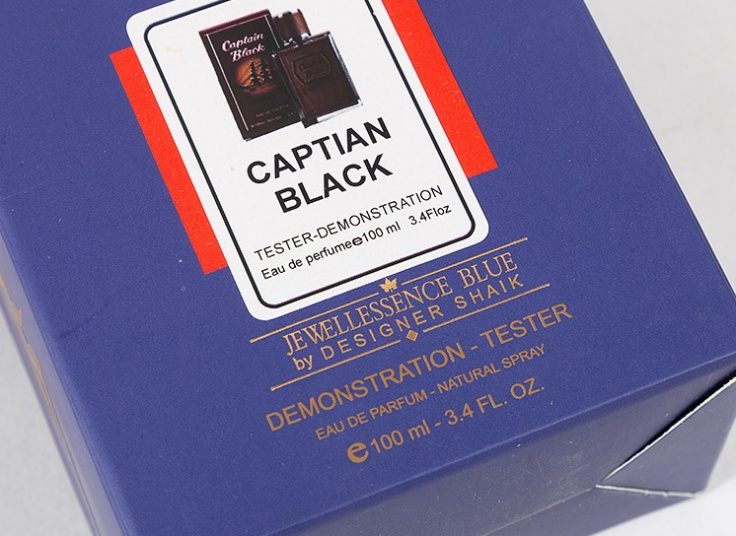 Captain
Black
CAPTIAN
BLACK
TESTER-DEMONSTRATION
Eau de perfume℮100 ml 3.4Floz
JEWELLESSENCE BLUE
by DESIGNER SHAIK
DEMONSTRATION - TESTER
EAU DE PARFUM - NATURAL SPRAY
℮100 ml - 3.4 FL. OZ.